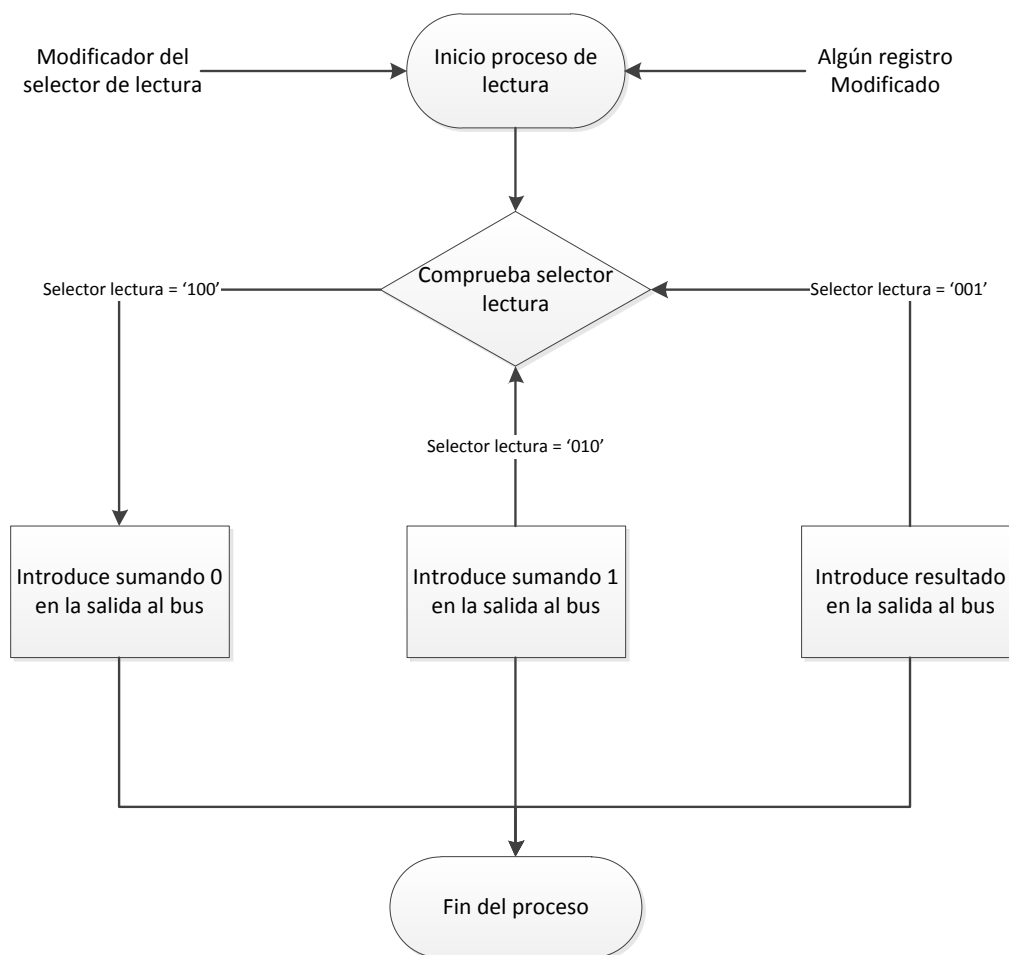 Modificador del
selector de lectura
Inicio proceso de
lectura
Algún registro
Modificado
Comprueba selector
lectura
Selector lectura = ‘100’
Selector lectura = ‘001’
Selector lectura = ‘010’
Introduce sumando 0
en la salida al bus
Introduce sumando 1
en la salida al bus
Introduce resultado
en la salida al bus
Fin del proceso